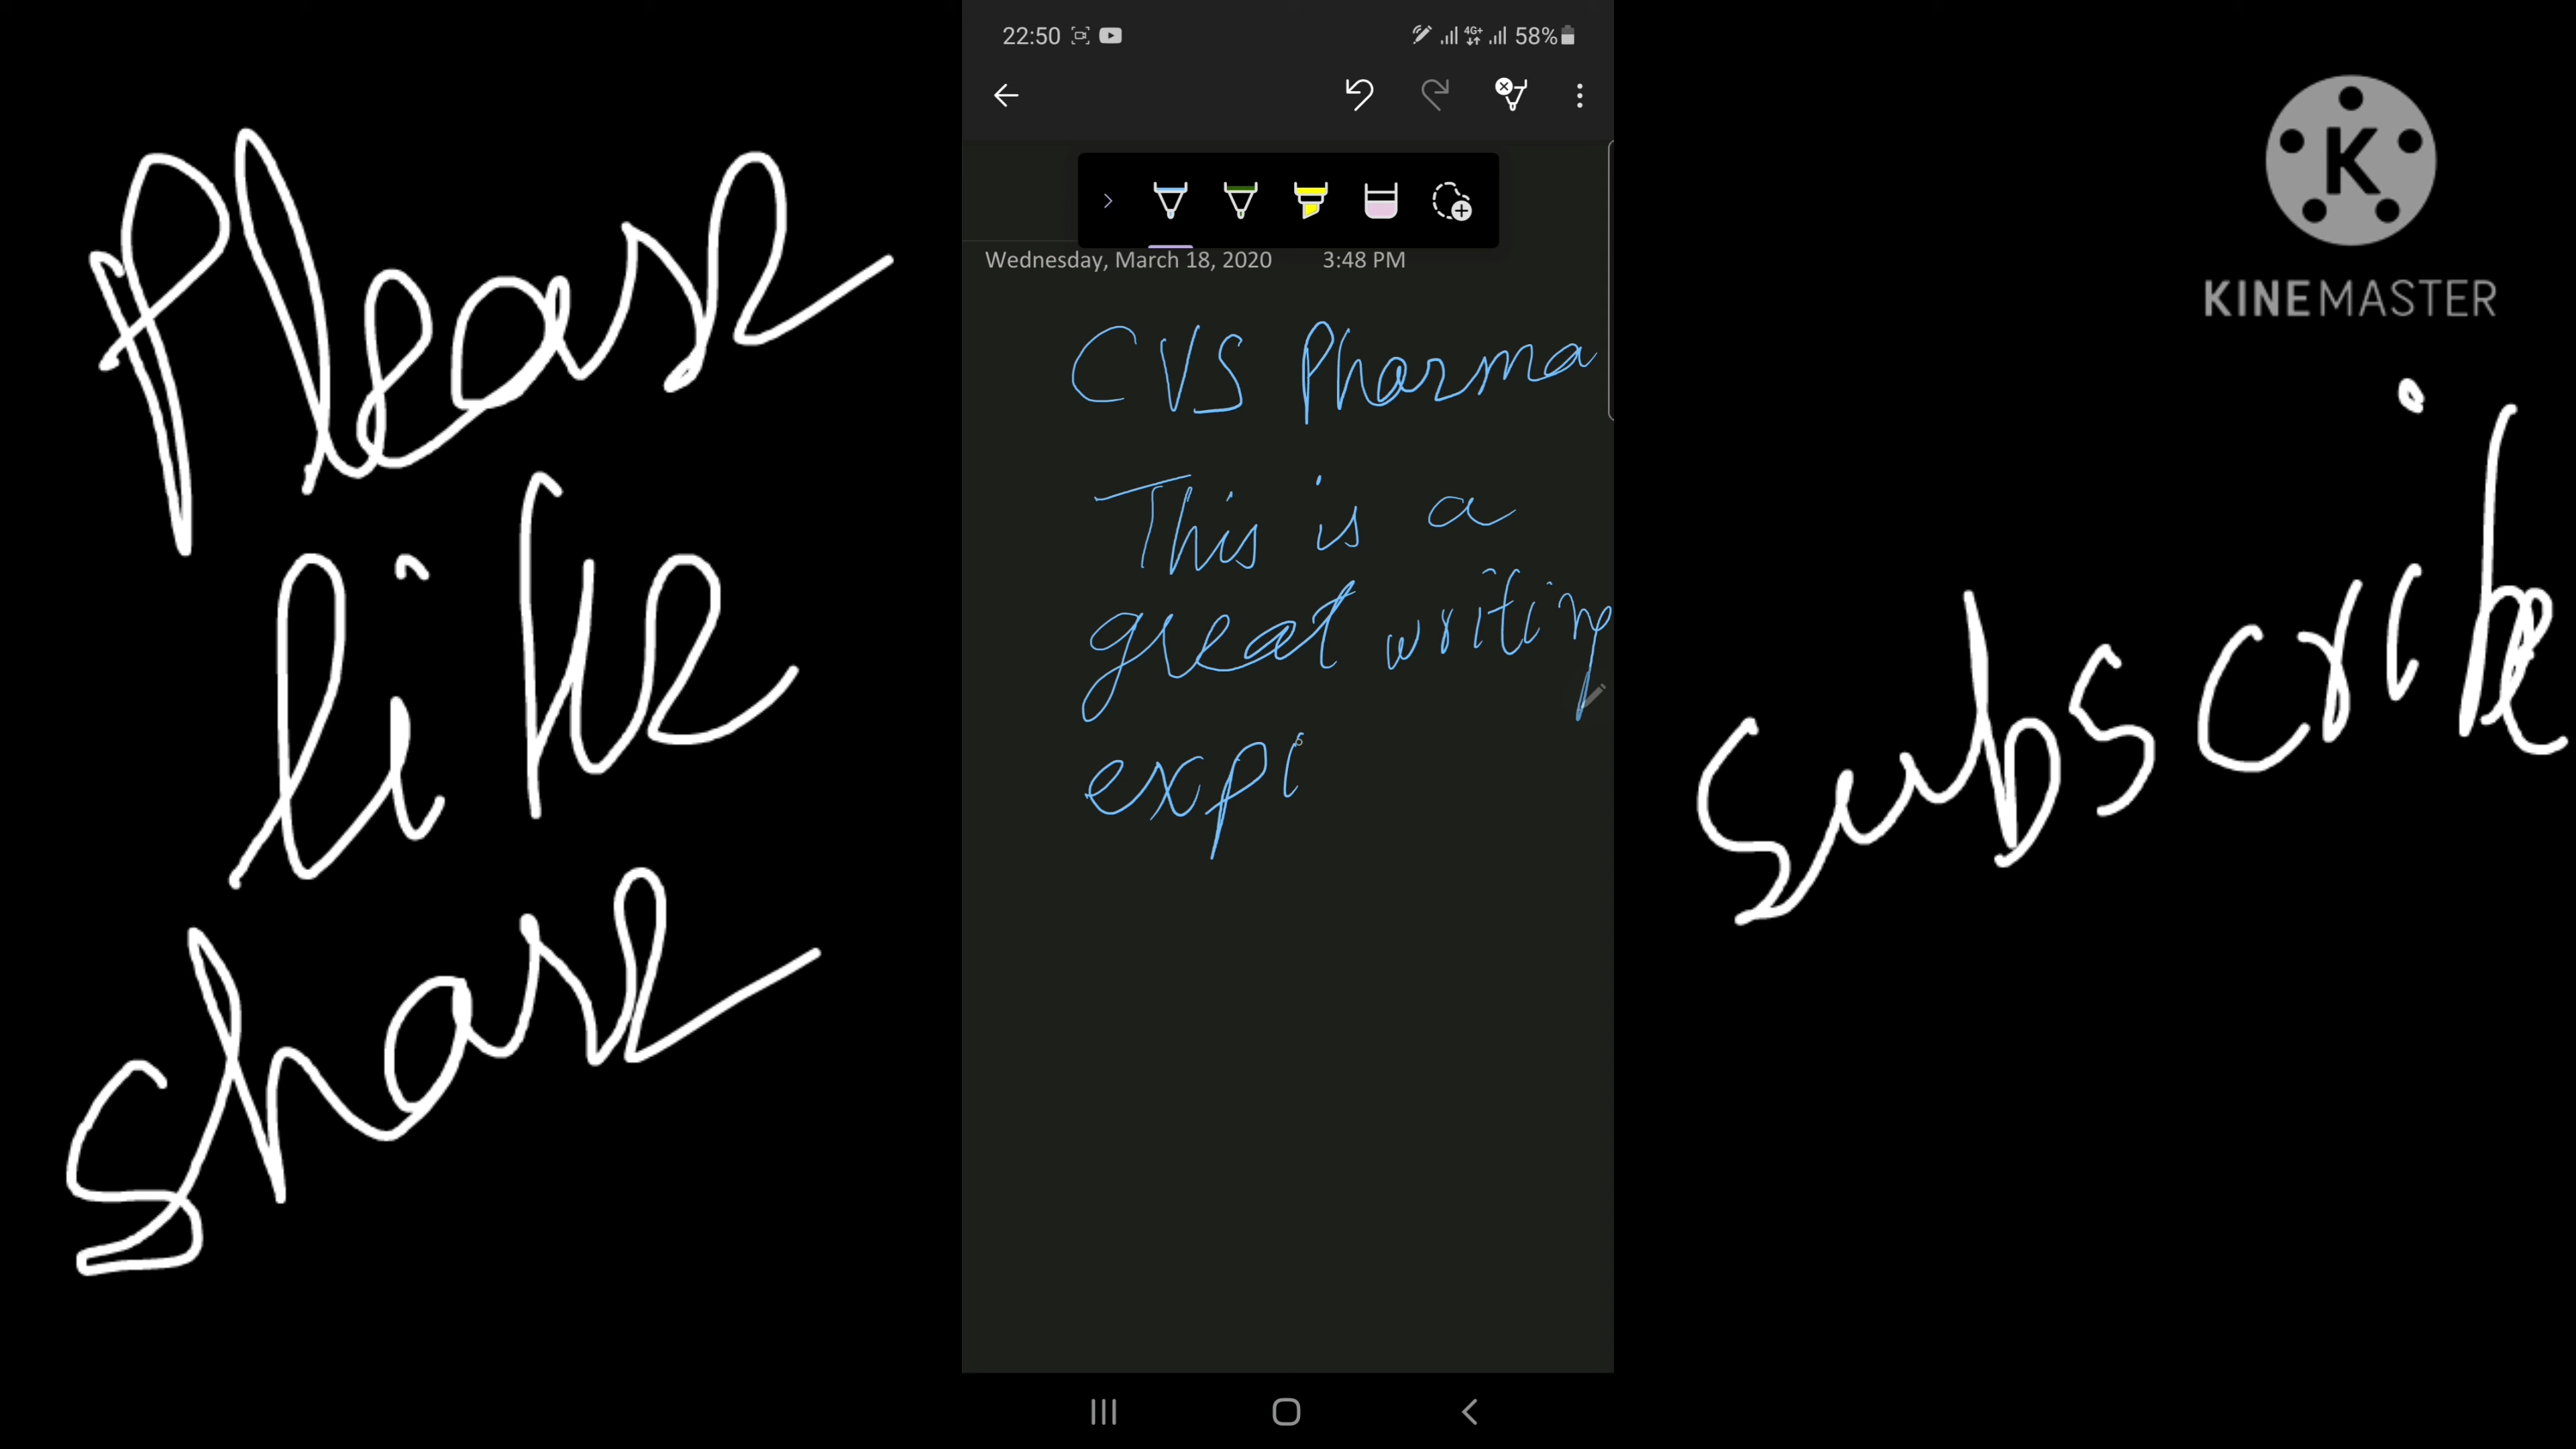 Please
like
share
22:50
4G+ 58%
Wednesday, March 18, 2020 3:48 PM
CVS Pharma
This is a
great writing
K
KINEMASTER
Subscribe